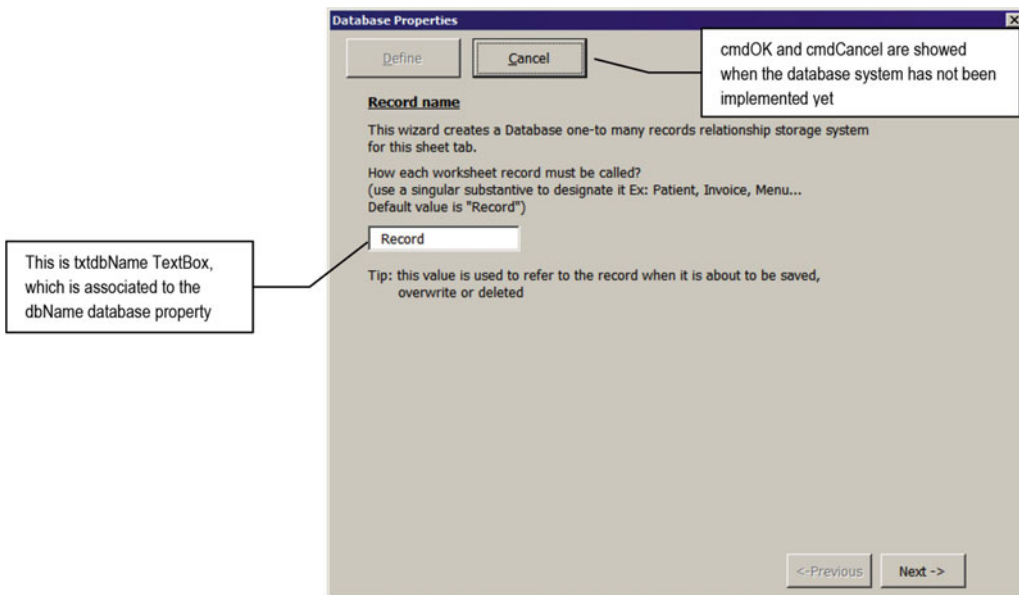 Database Properties
Define
Cancel
cmdOK and cmdCancel are showed
when the database system has not been
implemented yet
Record name
This wizard creates a Database one-to many records relationship storage system
for this sheet tab.
How each worksheet record must be called?
(use a singular substantive to designate it Ex: Patient, Invoice, Menu...
Default value is "Record")
Record
This is txtdbName TextBox,
which is associated to the
dbName database property
Tip: this value is used to refer to the record when it is about to be saved,
overwrite or deleted
<-Previous
Next ->